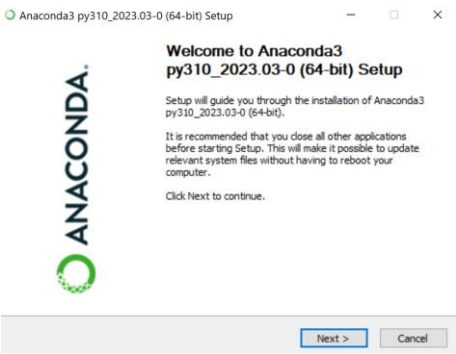 Anaconda3 py310_2023.03-0 (64-bit) Setup
ANACONDA.
Welcome to Anaconda3
py310_2023.03-0 (64-bit) Setup
Setup will guide you through the installation of Anaconda3
py310_2023.03-0 (64-bit).
It is recommended that you close all other applications
before starting Setup. This will make it possible to update
relevant system files without having to reboot your
computer.
Click Next to continue.
Next >
Cancel